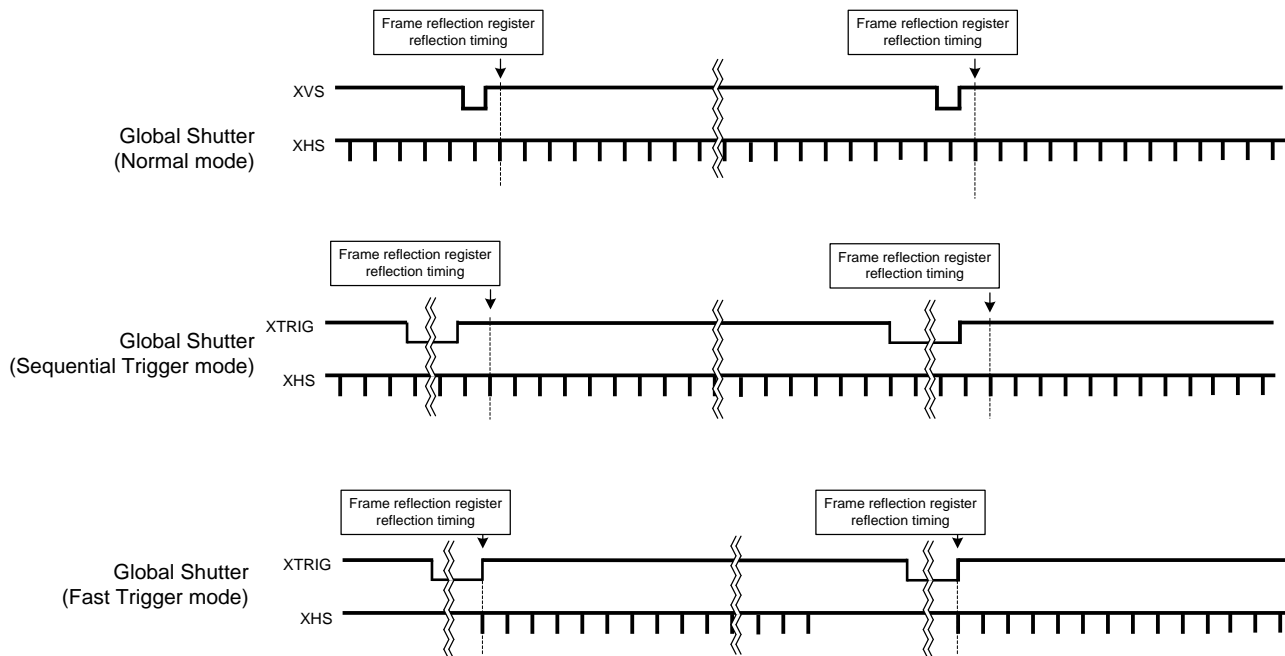 Frame reflection register
reflection timing
Frame reflection register
reflection timing
XVS
Global Shutter
(Normal mode)
XHS
Frame reflection register
reflection timing
Frame reflection register
reflection timing
XTRIG
Global Shutter
(Sequential Trigger mode)
XHS
Frame reflection register
reflection timing
Frame reflection register
reflection timing
XTRIG
Global Shutter
(Fast Trigger mode)
XHS